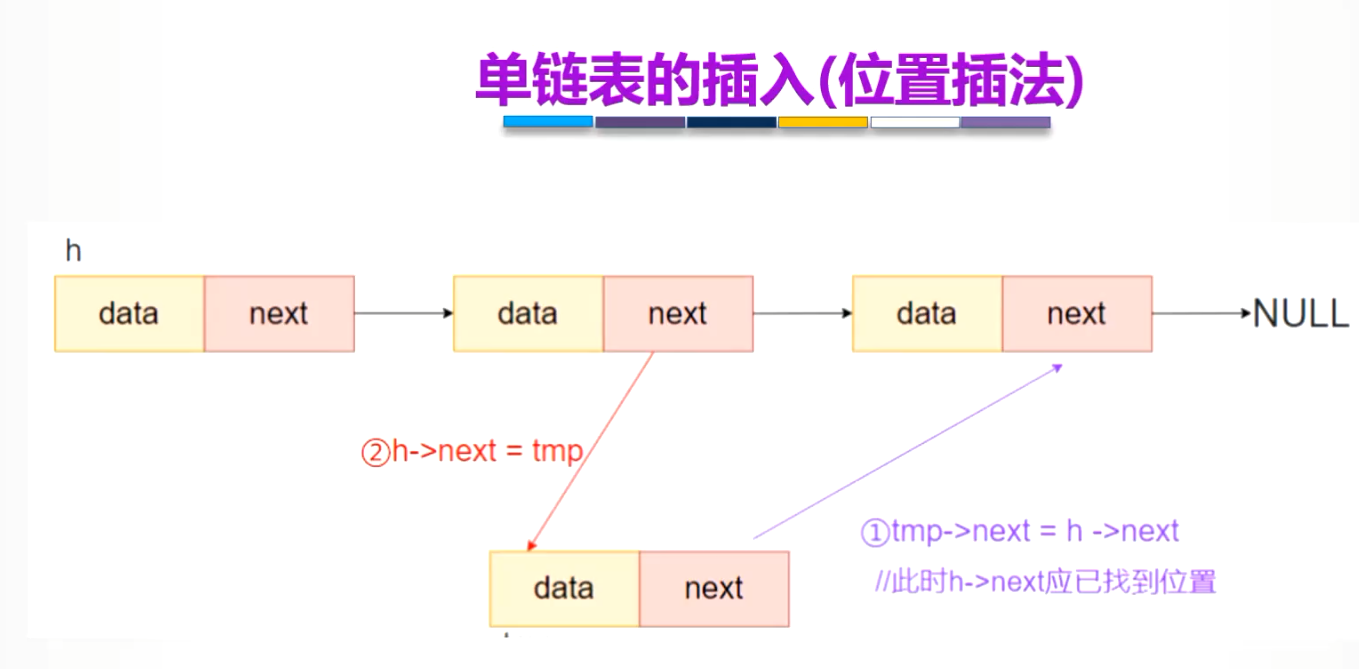 单链表的插入(位置插法)
h
data next data next data next NULL
②h->next = tmp
①tmp->next = h ->next
//此时h->next应已找到位置
data next